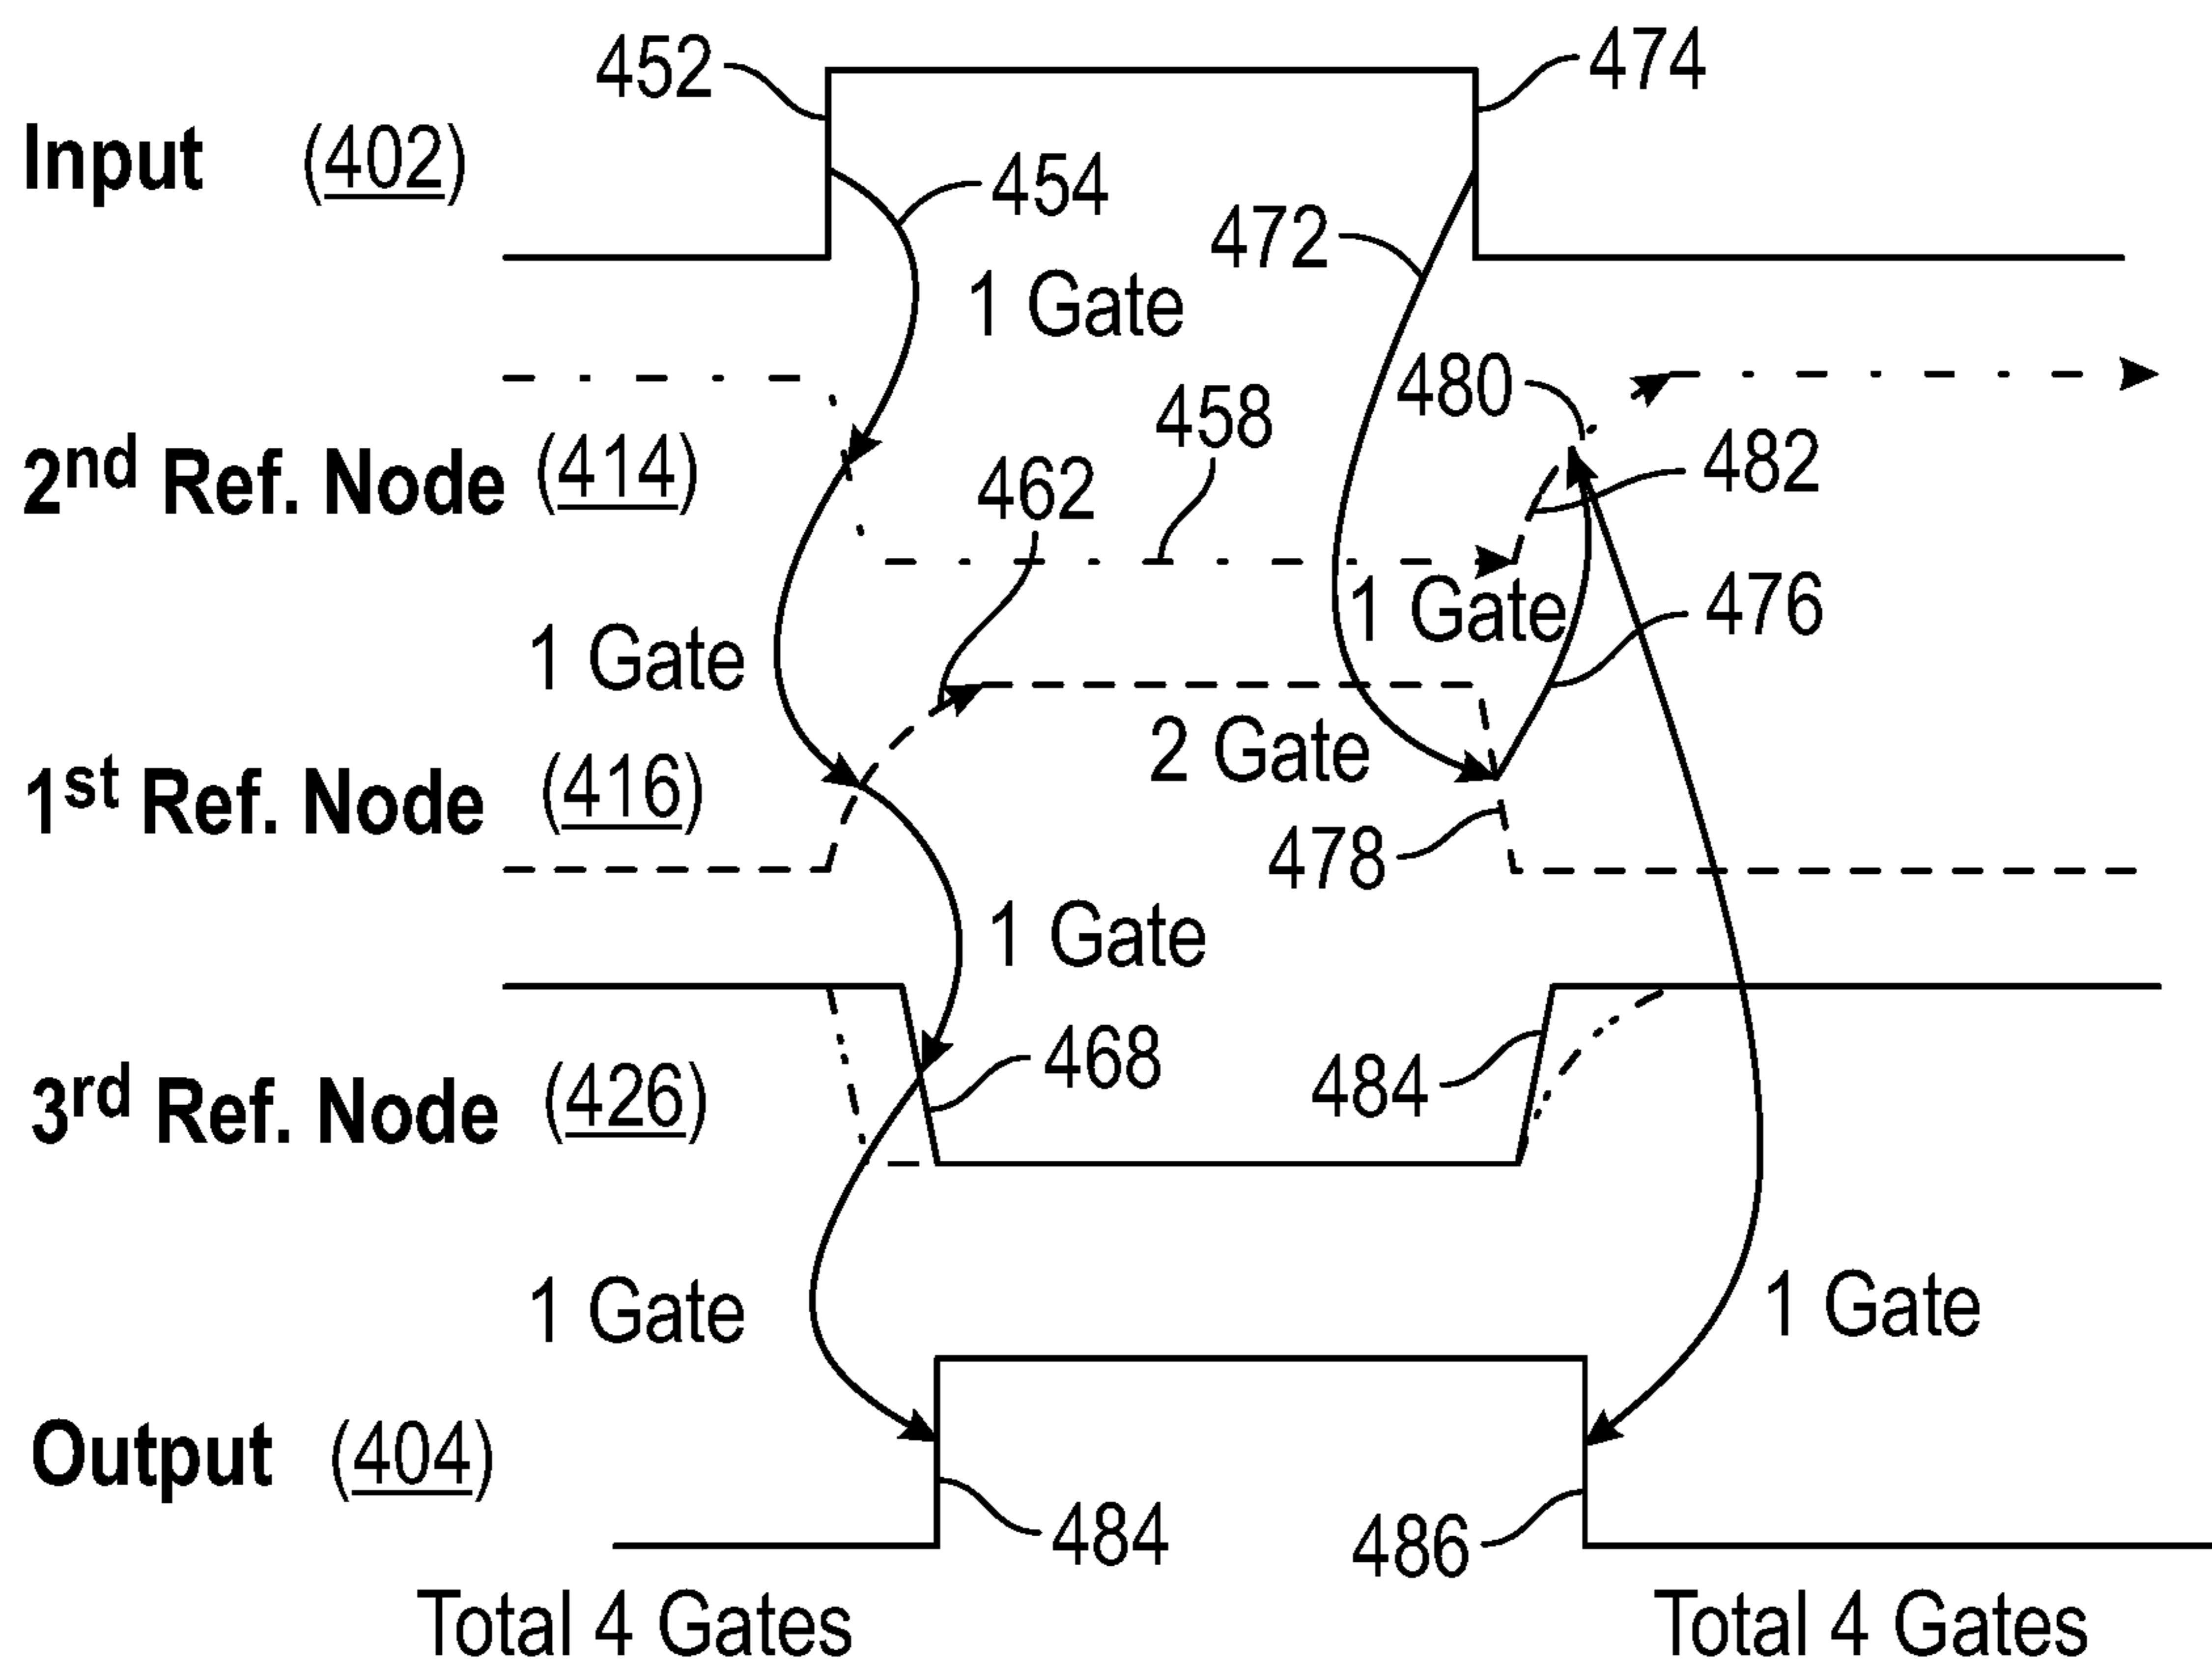 452
474
Input (402)
454
472
1 Gate
480
458
2nd Ref. Node (414)
462
482
1 Gate
476
1 Gate
2 Gate
1st Ref. Node (416)
478
1 Gate
468
484
3rd Ref. Node (426)
1 Gate
1 Gate
Output (404)
484
486
Total 4 Gates
Total 4 Gates